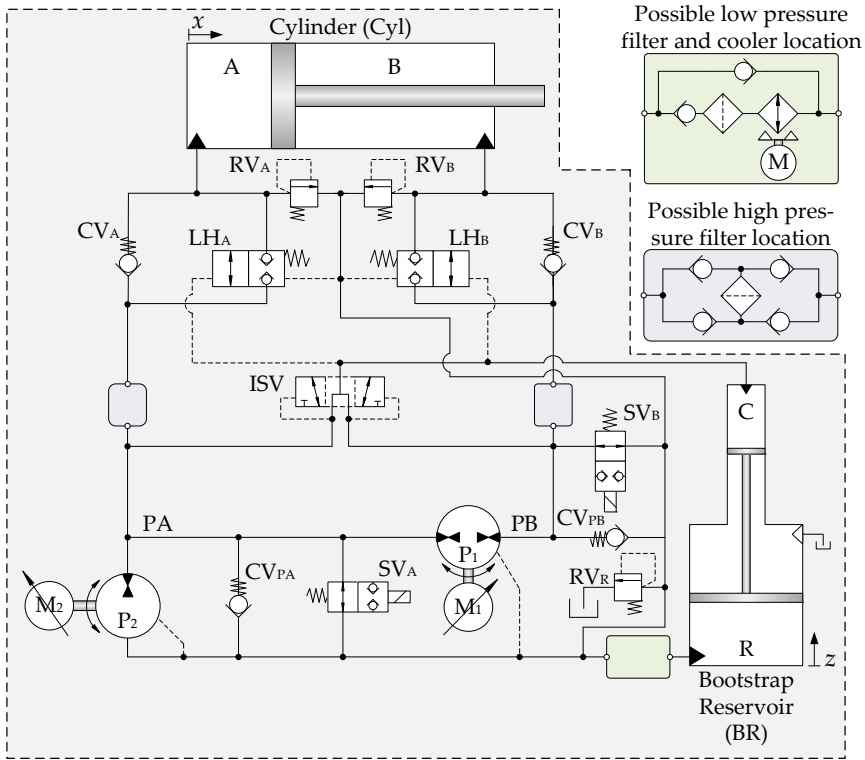 x
Cylinder (Cyl)
A
B
Possible low pressure
filter and cooler location
M
RVA
RVB
CVA
LHA
LHB
CVB
Possible high pres-
sure filter location
ISV
SVB
C
PA
PB
CVPB
P1
CVPA
SVA
M1
RVR
M2
P2
R
z
Bootstrap
Reservoir
(BR)